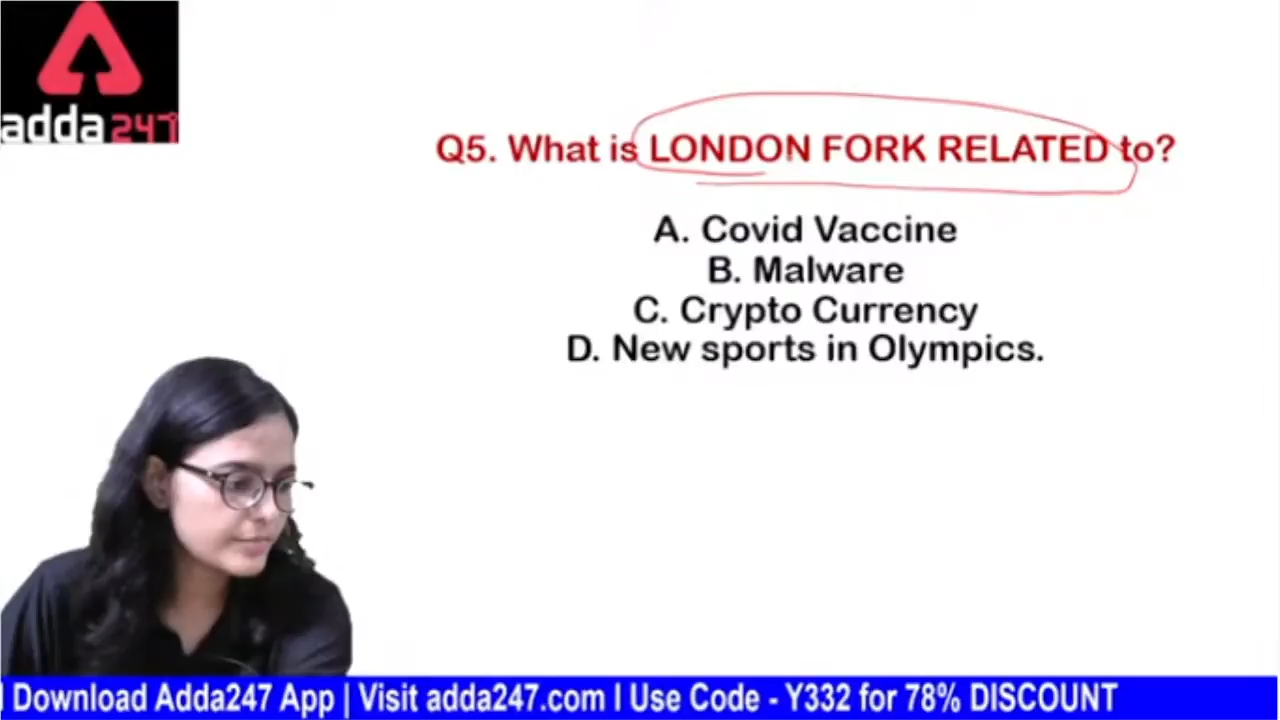 adda247
Q5. What is LONDON FORK RELATED to?
A. Covid Vaccine
B. Malware
C. Crypto Currency
D. New sports in Olympics.
Download Adda247 App | Visit adda247.com I Use Code - Y332 for 78% DISCOUNT